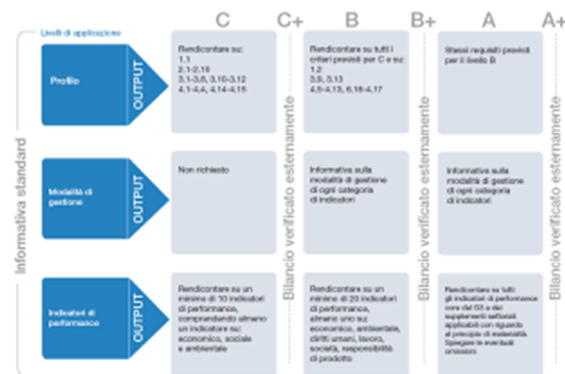 C C+ B B+ A A+
Livelli di applicazione
Informativa standard
Profilo
OUTPUT
Rendicontare su:
1.1
2.1-2.10
3.1-3.8, 3.10-3.12
4.1-4.4, 4.14-4.15
Rendicontare su tutti i
criteri previsti per C e su:
1.2
3.9, 3.13
4.5-4.13, 4.16-4.17
Stessi requisiti previsti
per il livello B
Modalità di
gestione
OUTPUT
Non richiesto
Informativa sulla
modalità di gestione
di ogni categoria
di indicatori
Informativa sulla
modalità di gestione
di ogni categoria
di indicatori
Indicatori di
performance
OUTPUT
Rendicontare su un
minimo di 10 indicatori
di performance,
comprendendo almeno
un indicatore su:
economico, sociale
e ambientale
Rendicontare su un
minimo di 20 indicatori
di performance,
almeno uno su:
economico, ambientale,
diritti umani, lavoro,
società, responsabilità
di prodotto
Rendicontare su tutti
gli indicatori di performance
core del G3 e dei
supplementi settoriali
applicabili con riguardo
al principio di materialità.
Spiegare le eventuali
omissioni
Bilancio verificato esternamente
Bilancio verificato esternamente
Bilancio verificato esternamente